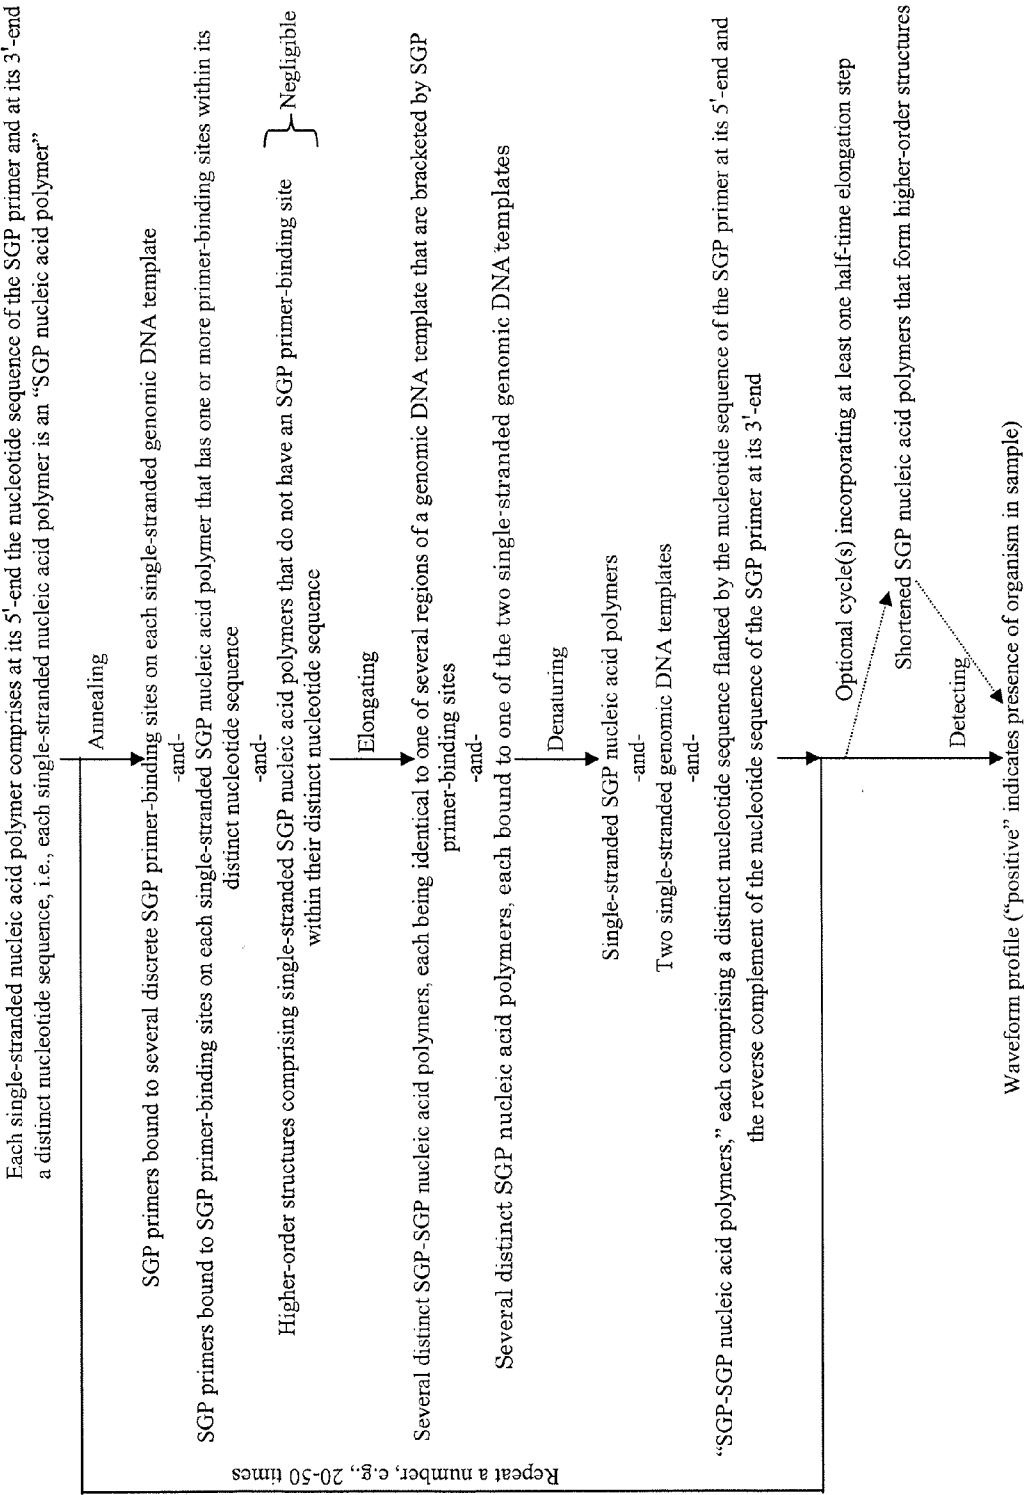 Each single-stranded nucleic acid polymer comprises at its 5'-end the nucleotide sequence of the SGP primer and at its 3'-end
a distinct nucleotide sequence, i.e., each single-stranded nucleic acid polymer is an “SGP nucleic acid polymer”
Annealing
SGP primers bound to several discrete SGP primer-binding sites on each single-stranded genomic DNA template
-and-
SGP primers bound to SGP primer-binding sites on each single-stranded SGP nucleic acid polymer that has one or more primer-binding sites within its
distinct nucleotide sequence
-and-
Higher-order structures comprising single-stranded SGP nucleic acid polymers that do not have an SGP primer-binding site
within their distinct nucleotide sequence
Negligible
Elongating
Several distinct SGP-SGP nucleic acid polymers, each being identical to one of several regions of a genomic DNA template that are bracketed by SGP
primer-binding sites
-and-
Several distinct SGP nucleic acid polymers, each bound to one of the two single-stranded genomic DNA templates
Denaturing
Single-stranded SGP nucleic acid polymers
-and-
Two single-stranded genomic DNA templates
-and-
“SGP-SGP nucleic acid polymers,” each comprising a distinct nucleotide sequence flanked by the nucleotide sequence of the SGP primer at its 5'-end and
the reverse complement of the nucleotide sequence of the SGP primer at its 3'-end
Repeat a number, e.g., 20-50 times
Optional cycle(s) incorporating at least one half-time elongation step
Shortened SGP nucleic acid polymers that form higher-order structures
Detecting
Waveform profile (“positive” indicates presence of organism in sample)